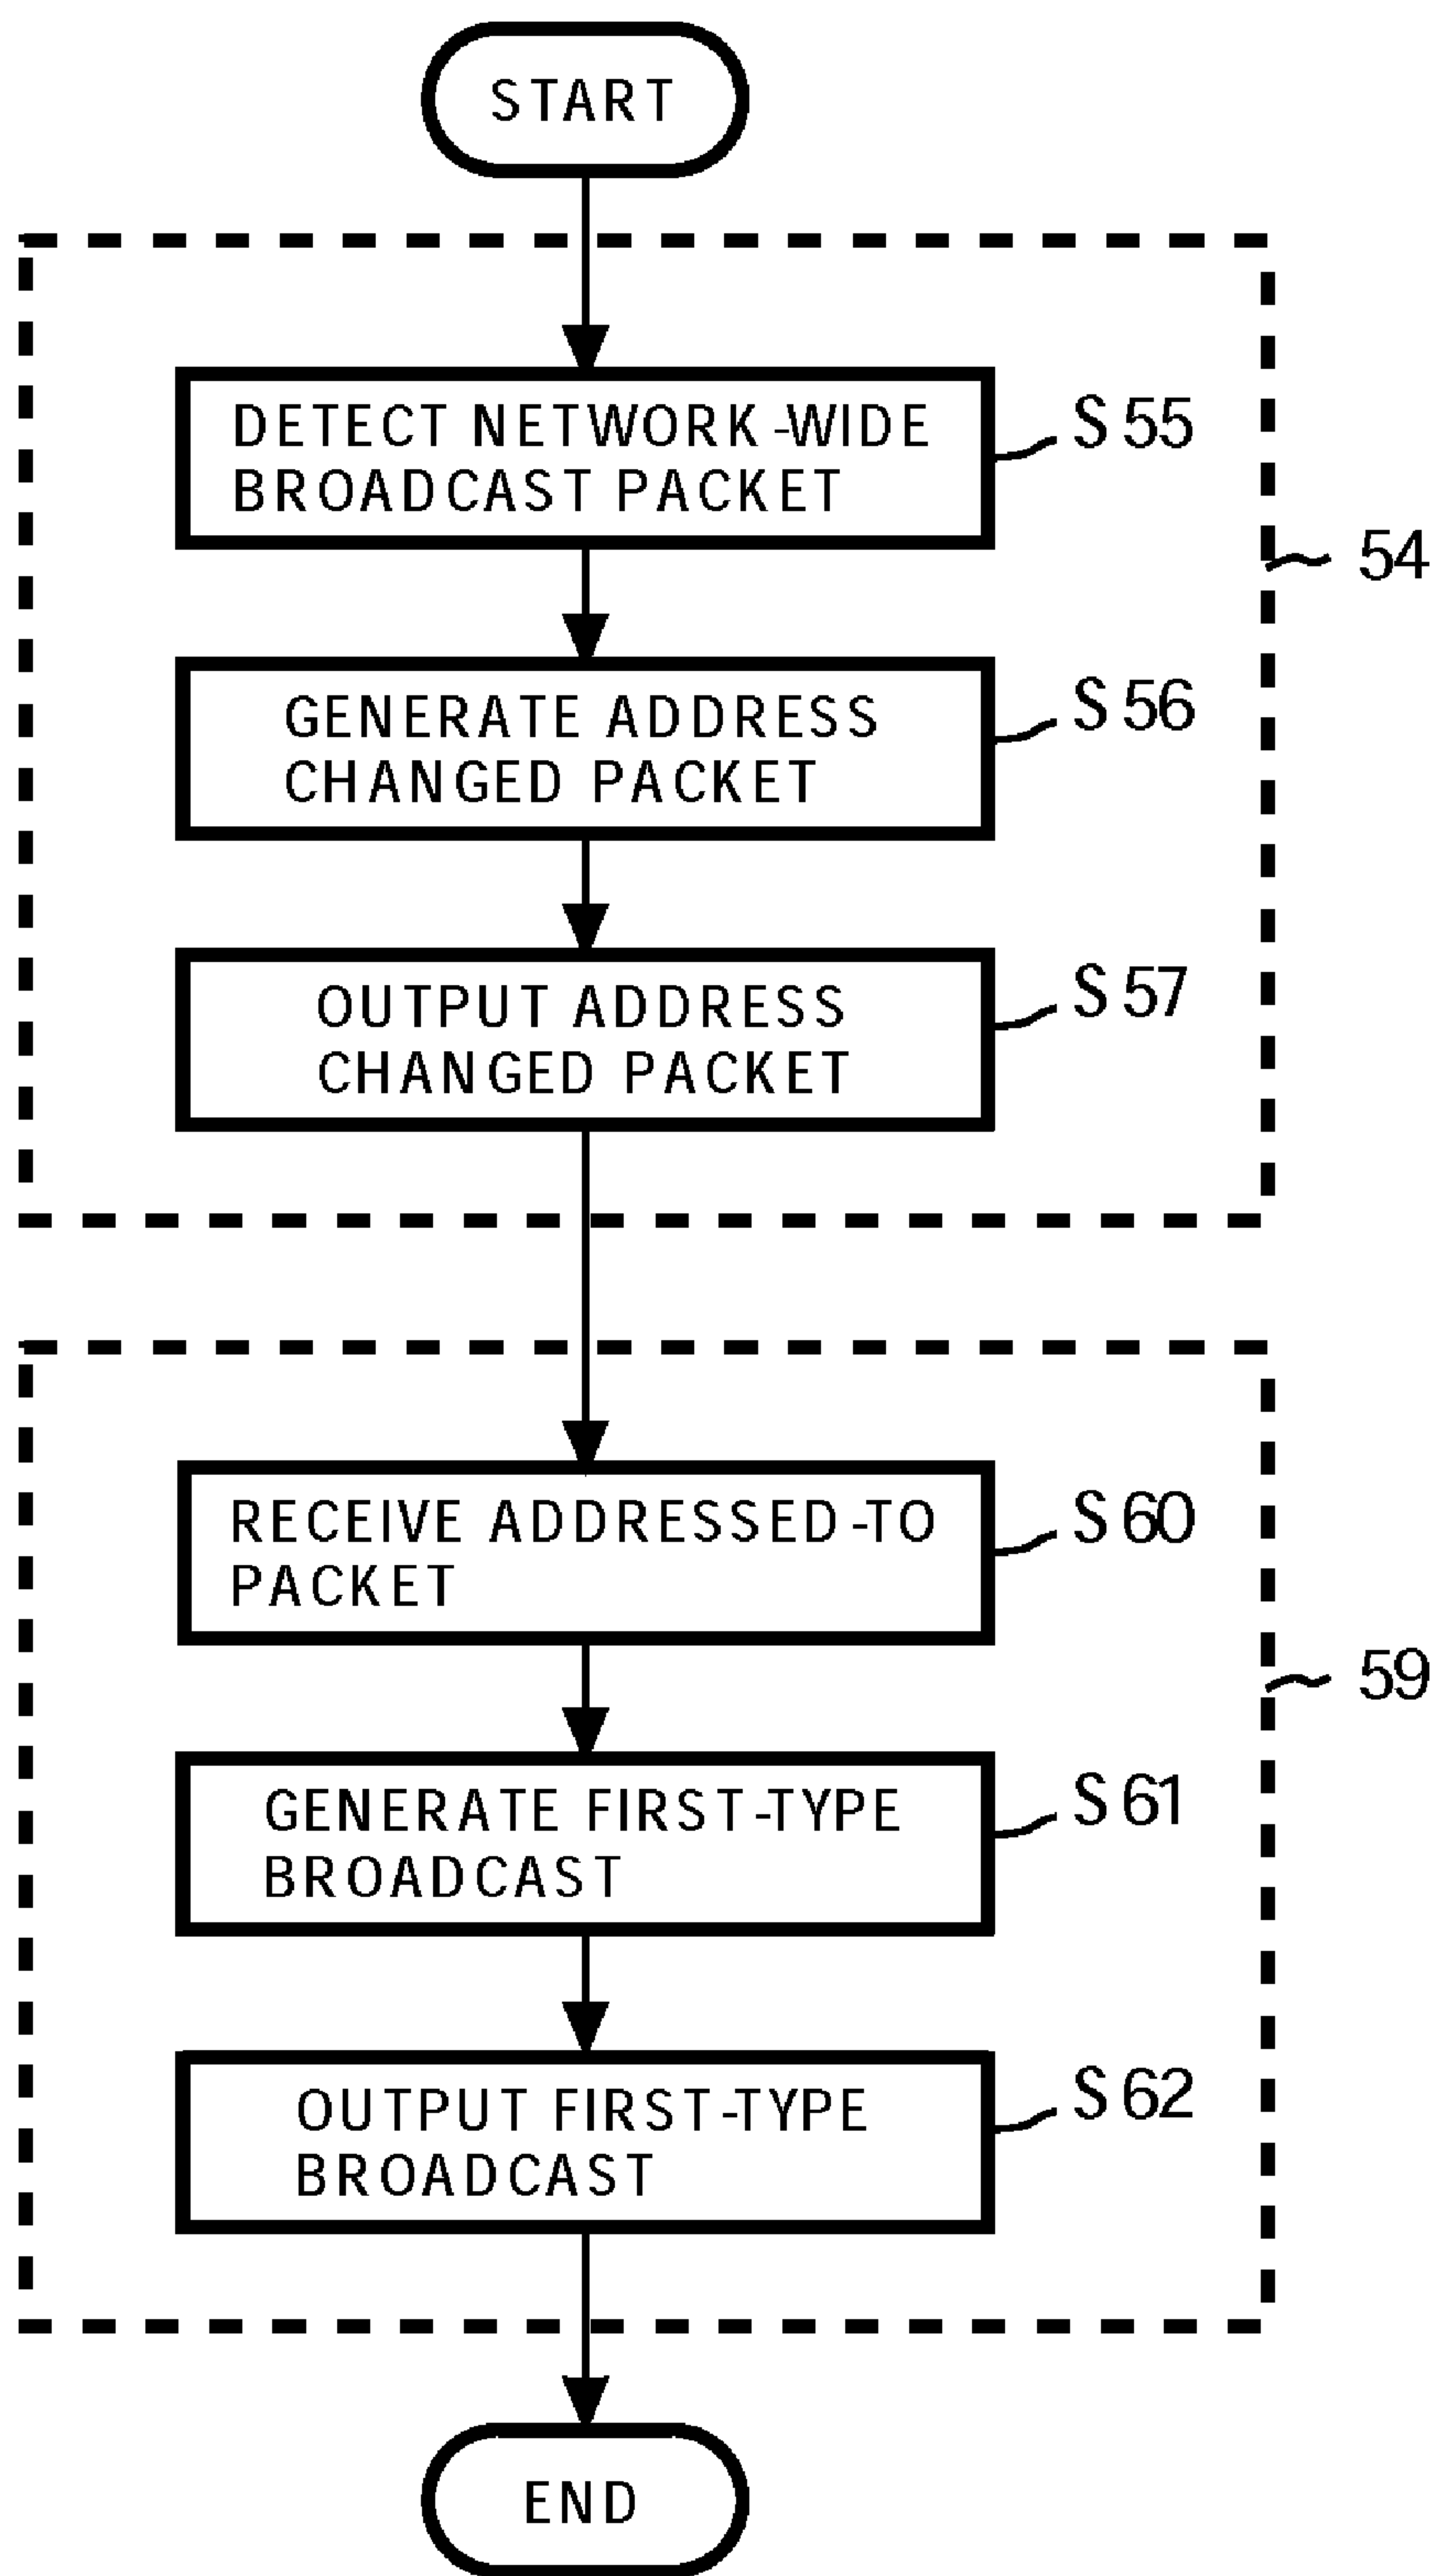 START
DETECT NETWORK-WIDE
BROADCAST PACKET
S55
54
GENERATE ADDRESS
CHANGED PACKET
S56
OUTPUT ADDRESS
CHANGED PACKET
S57
RECEIVE ADDRESSED-TO
PACKET
S60
59
GENERATE FIRST-TYPE
BROADCAST
S61
OUTPUT FIRST-TYPE
BROADCAST
S62
END